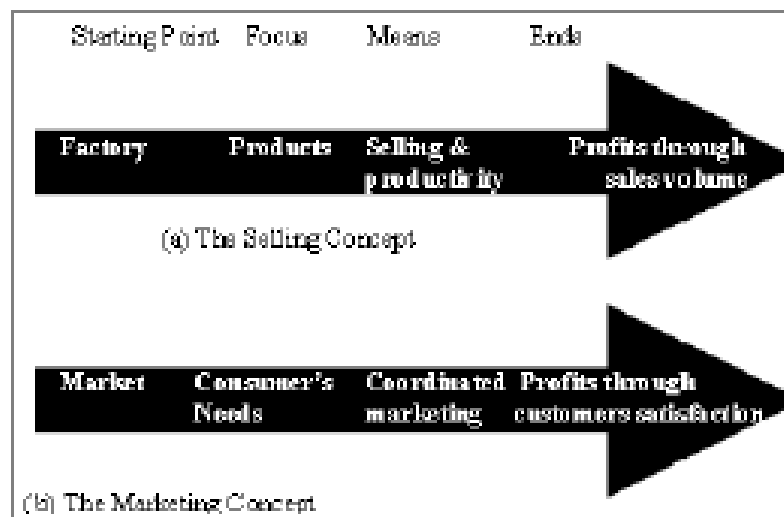 Starting Point Focus Means Ends
Factory Products Selling & Profits through
productivity sales volume
(a) The Selling Concept
Market Consumer's Coordinated Profits through
Needs marketing customers satisfaction
(b) The Marketing Concept